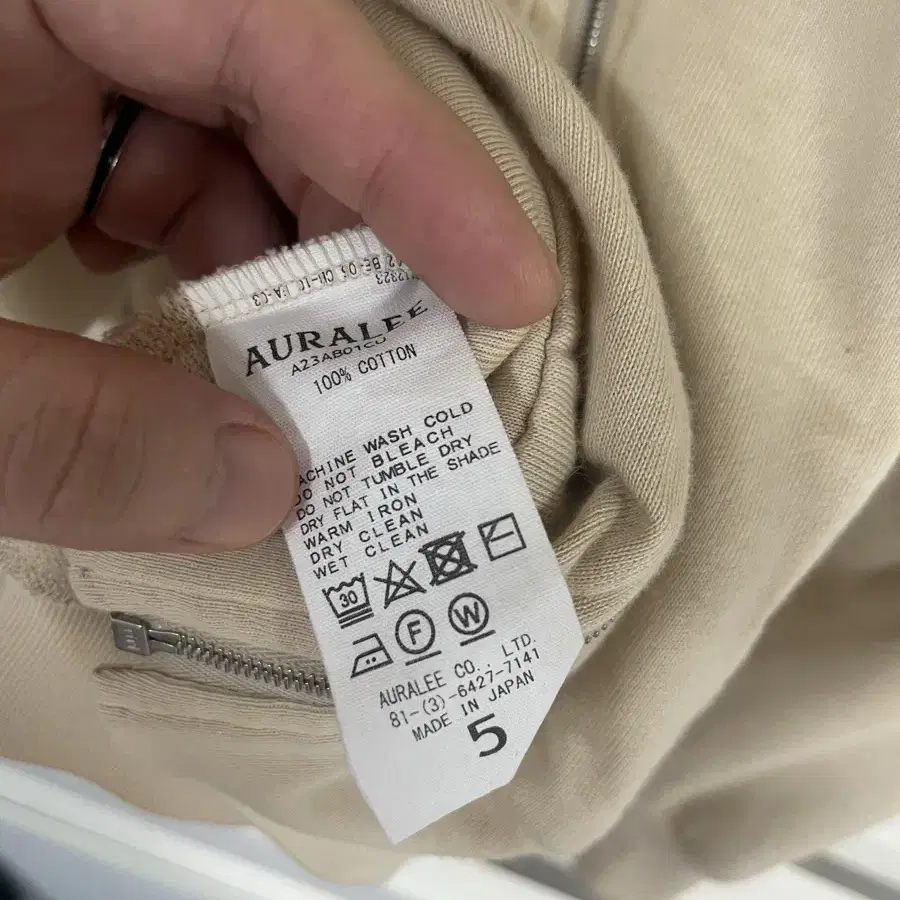 AURALEE
A23AB01CU
100% COTTON
ACHINE WASH COLD
DO NOT BLEACH
DO NOT TUMBLE DRY
DRY FLAT IN THE SHADE
WARM IRON
DRY CLEAN
WET CLEAN
30
F
W
AURALEE CO., LTD.
81-(3)-6427-7141
MADE IN JAPAN
5